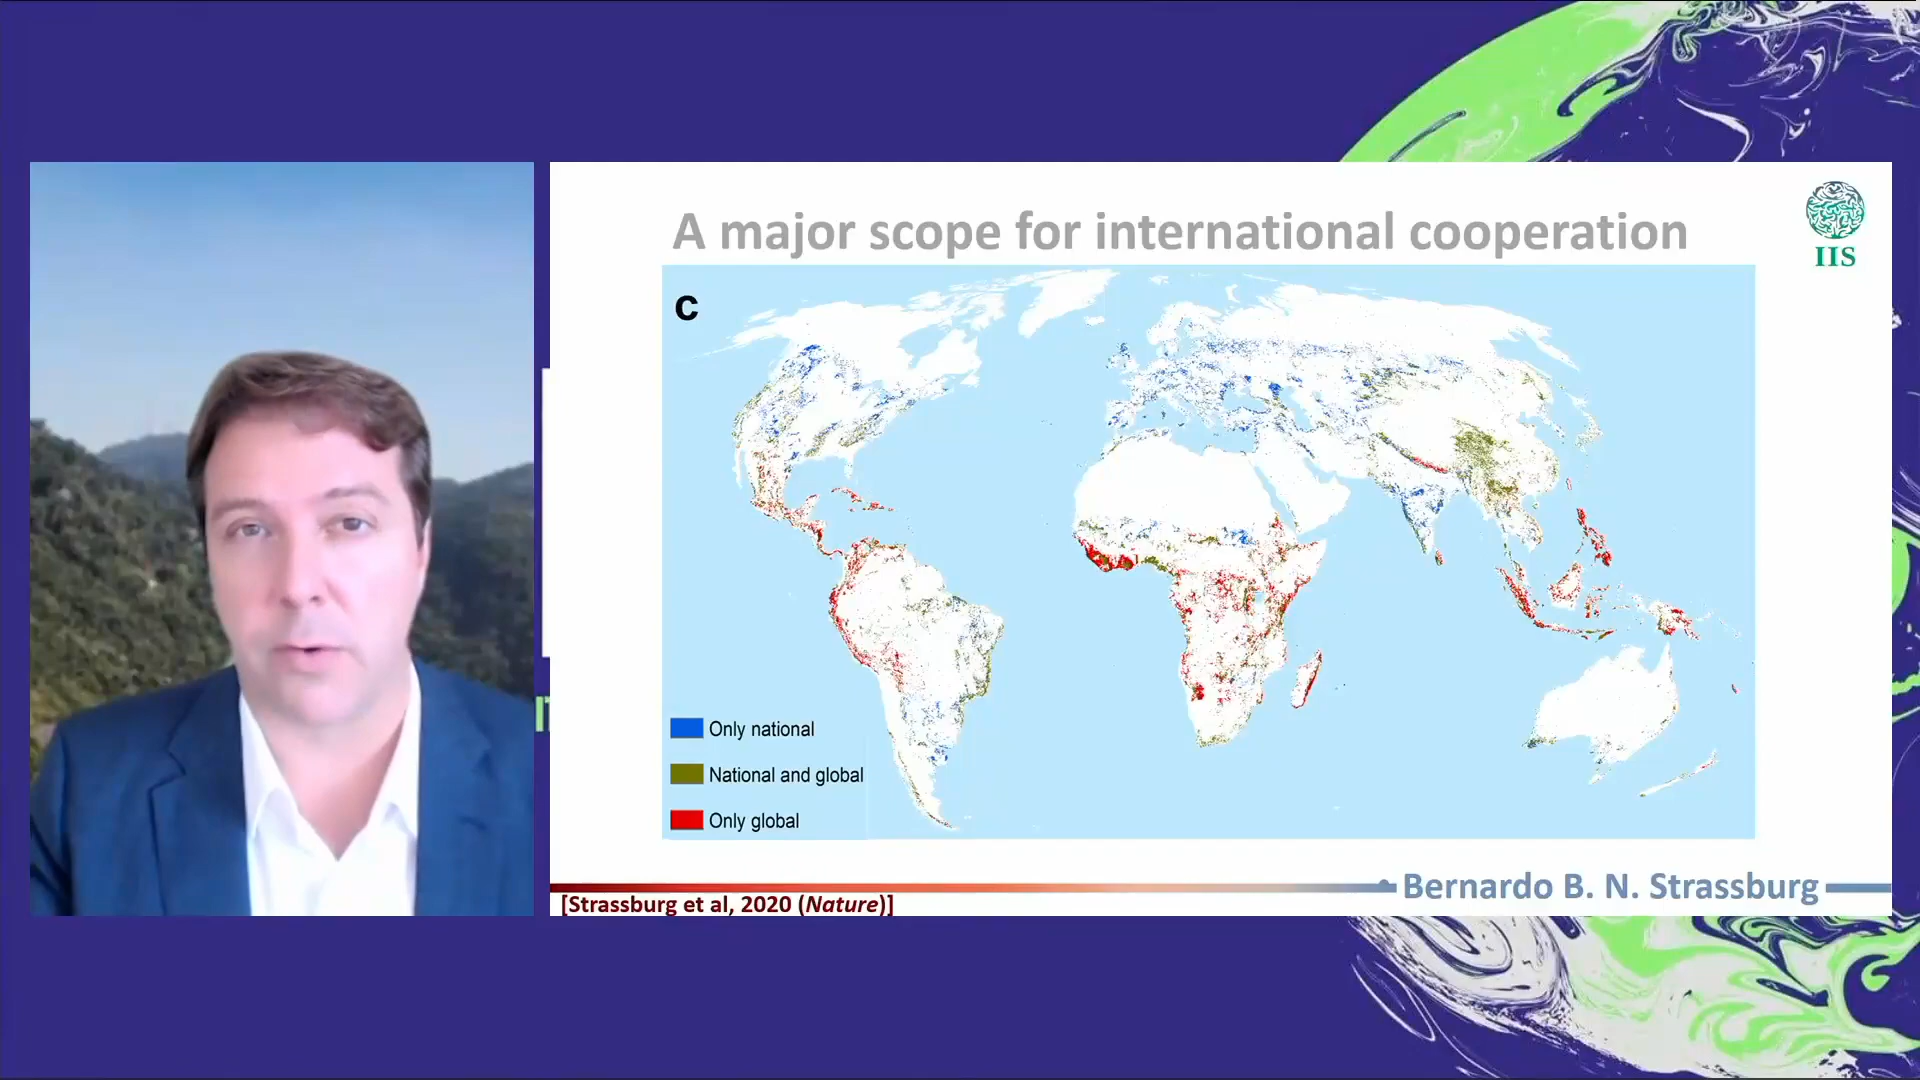 A major scope for international cooperation
IIS
c
Only national
National and global
Only global
Bernardo B. N. Strassburg
[Strassburg et al, 2020 (Nature)]